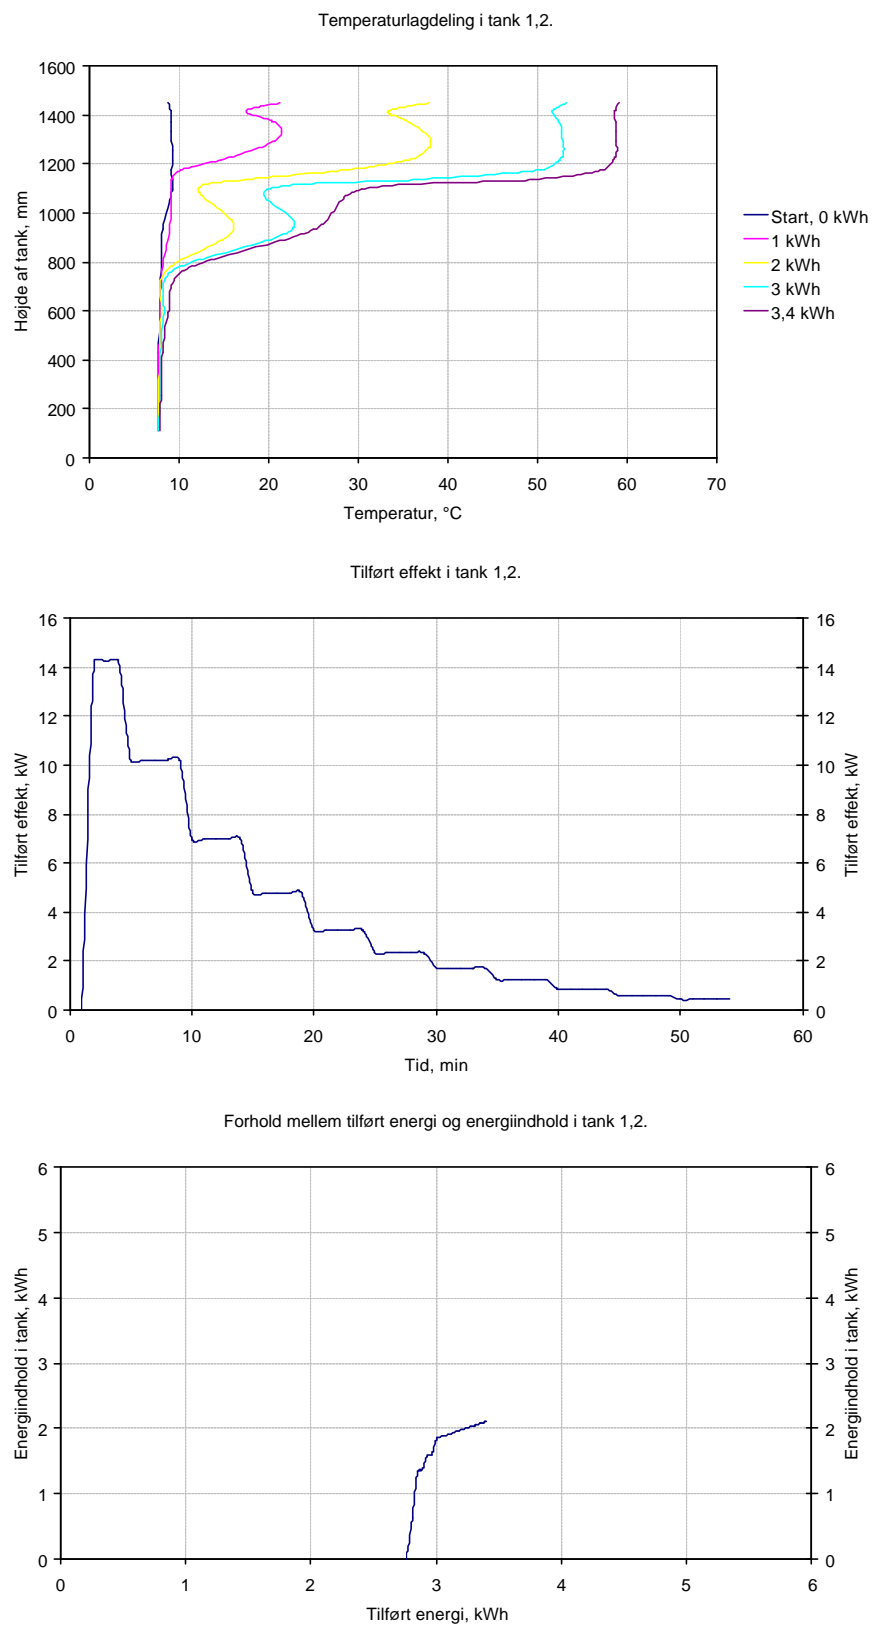 Temperaturlagdeling i tank 1,2.
1600
1400
1200
1000
800
600
400
200
0
Højde af tank, mm
0 10 20 30 40 50 60 70
Temperatur, °C
Start, 0 kWh
1 kWh
2 kWh
3 kWh
3,4 kWh
Tilført effekt i tank 1,2.
16 16
14 14
12 12
10 10
8 8
6 6
4 4
2 2
0 0
Tilført effekt, kW
Tilført effekt, kW
0 10 20 30 40 50 60
Tid, min
Forhold mellem tilført energi og energiindhold i tank 1,2.
6 6
5 5
4 4
3 3
2 2
1 1
0 0
Energiindhold i tank, kWh
Energiindhold i tank, kWh
0 1 2 3 4 5 6
Tilført energi, kWh